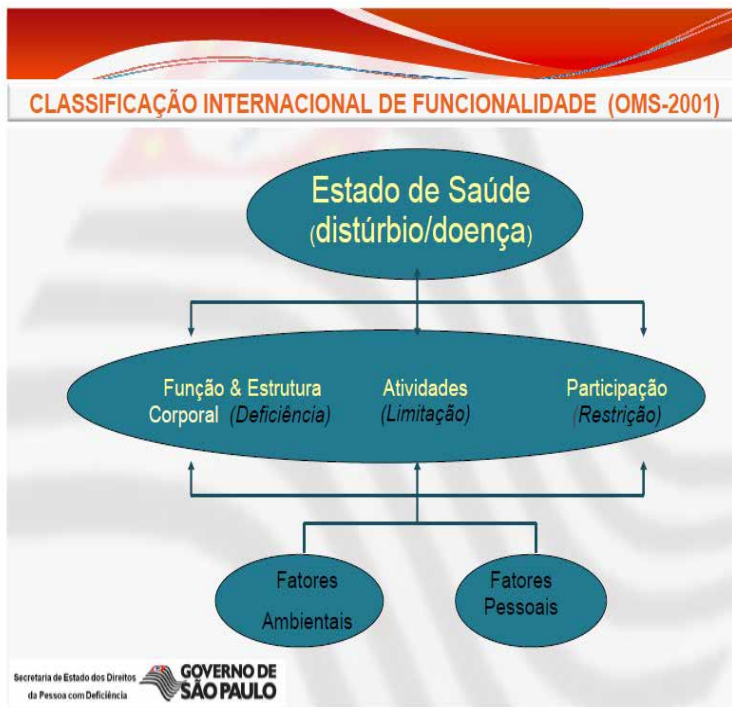 CLASSIFICAÇÃO INTERNACIONAL DE FUNCIONALIDADE (OMS-2001)
Estado de Saúde
(distúrbio/doença)
Função & Estrutura
Corporal (Deficiência)
Atividades
(Limitação)
Participação
(Restrição)
Fatores
Ambientais
Fatores
Pessoais
Secretaria de Estado dos Direitos
da Pessoa com Deficiência
GOVERNO DE
SÃO PAULO